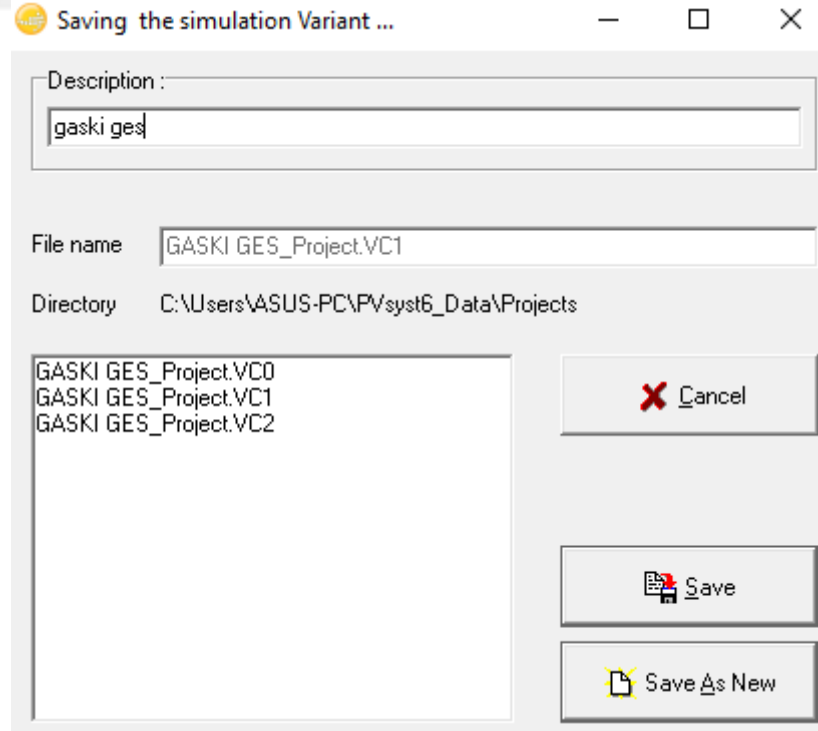 Saving the simulation Variant ...
Description :
gaski ges
File name GASKI GES_Project.VC1
Directory C:\Users\ASUS-PC\PVsyst6_Data\Projects
GASKI GES_Project.VC0
GASKI GES_Project.VC1
GASKI GES_Project.VC2
Cancel
Save
Save As New